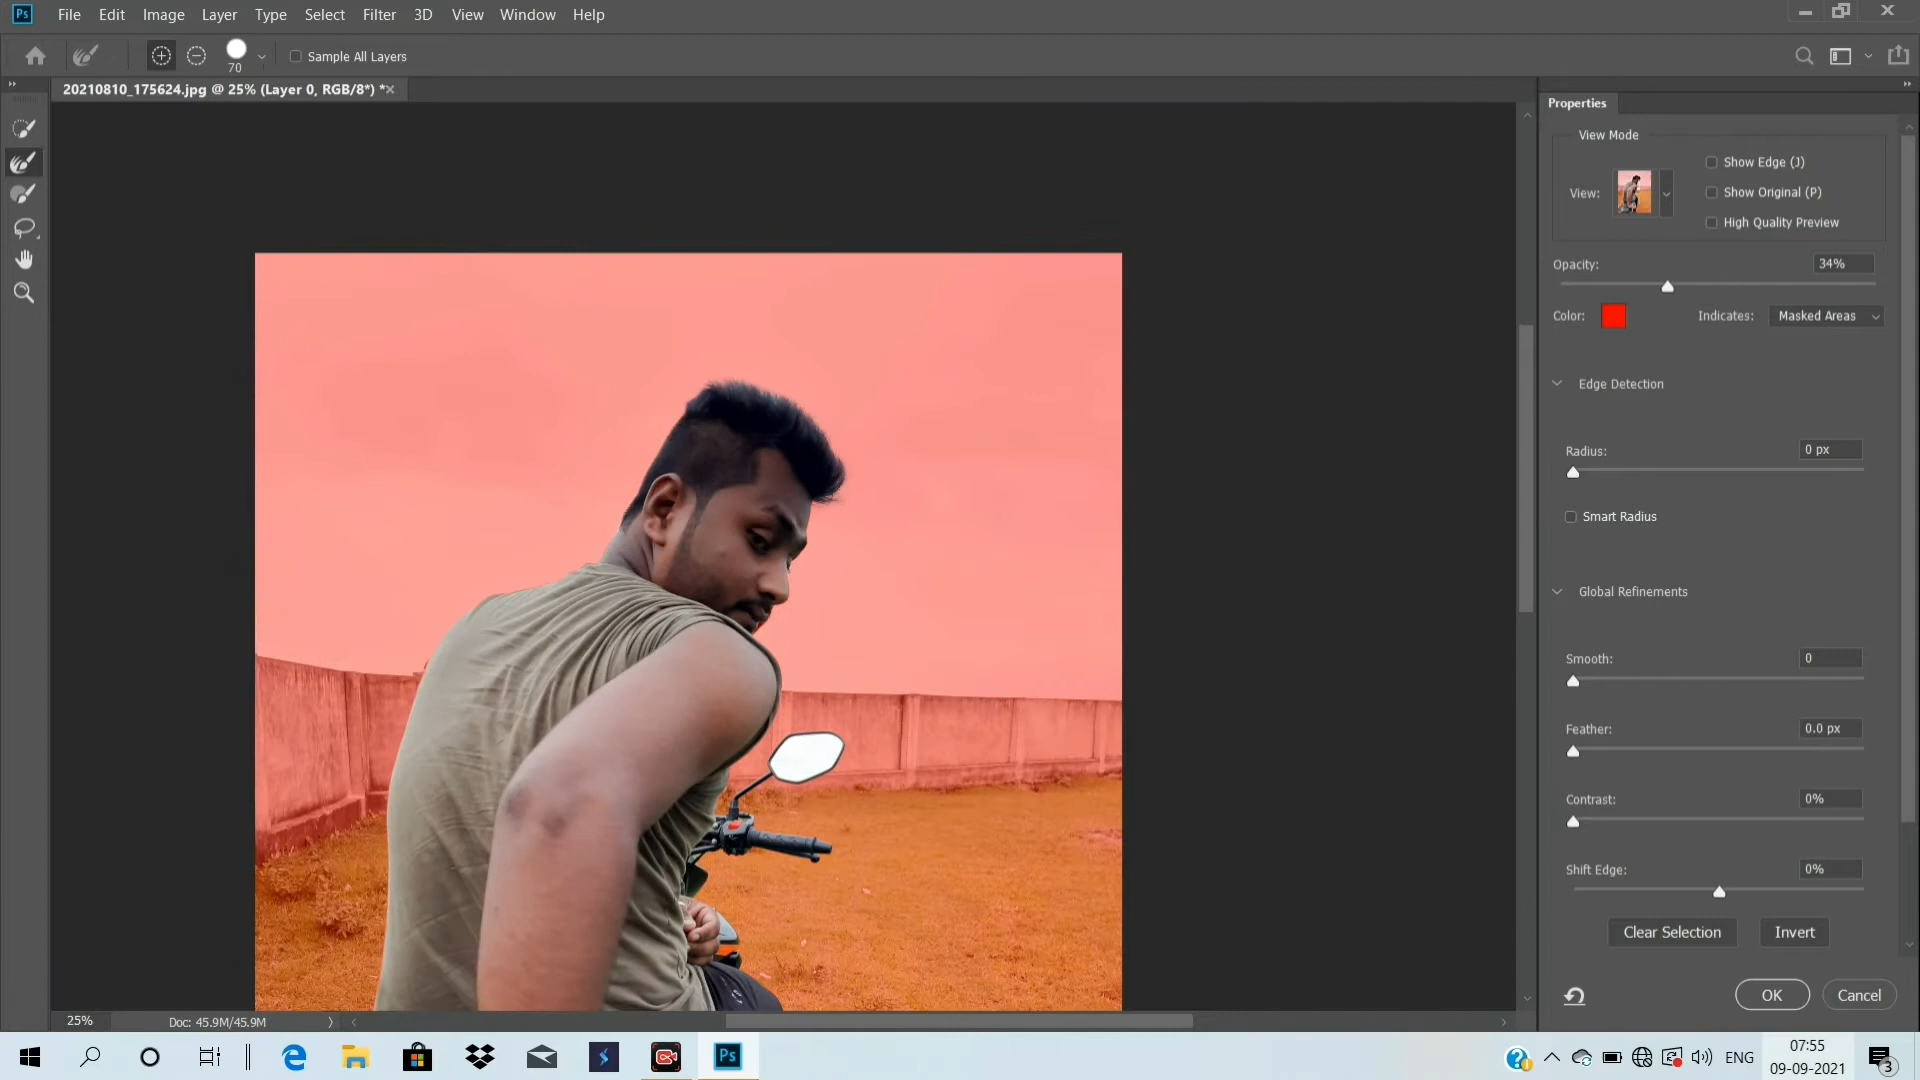 Ps File Edit Image Layer Type Select Filter 3D View Window Help
70 Sample All Layers
20210810_175624.jpg @ 25% (Layer 0, RGB/8*) *
Properties
View Mode
Show Edge (J)
View: Show Original (P)
High Quality Preview
Opacity: 34%
Color: Indicates: Masked Areas
Edge Detection
Radius: 0 px
Smart Radius
Global Refinements
Smooth: 0
Feather: 0.0 px
Contrast: 0%
Shift Edge: 0%
Clear Selection Invert
OK Cancel
25% Doc: 45.9M/45.9M
Ps ENG 07:55
09-09-2021 3